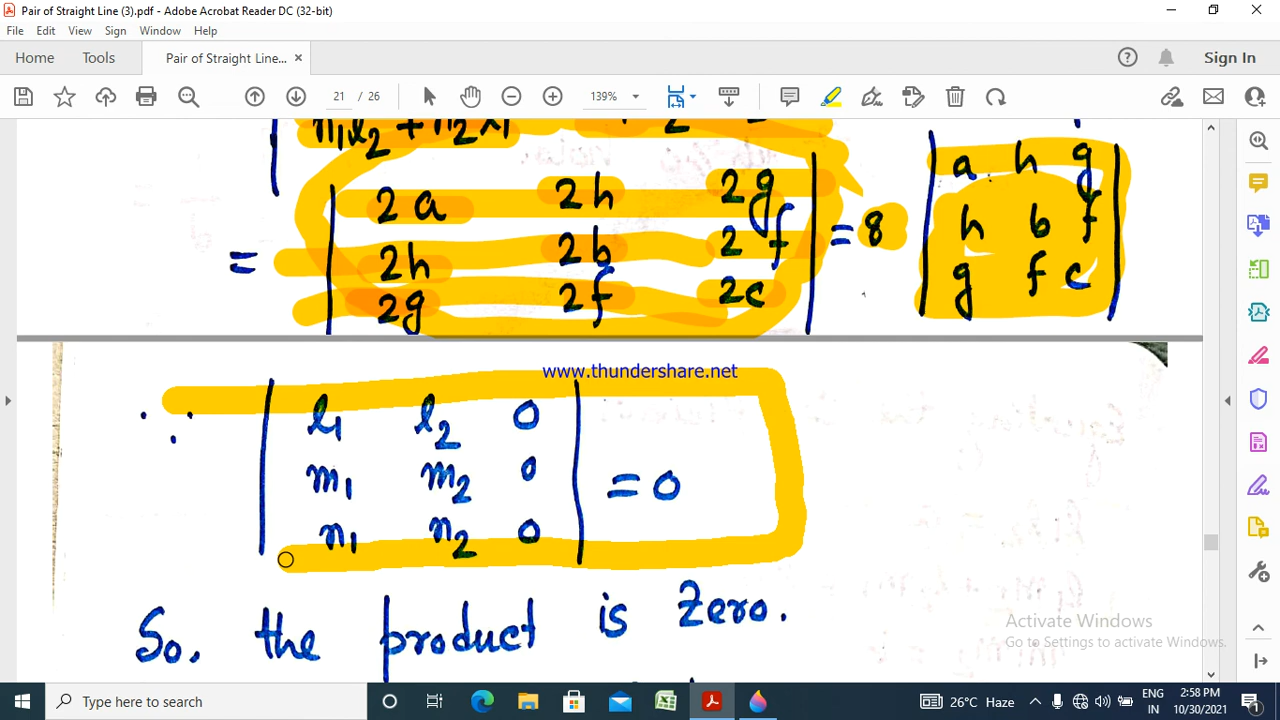 Pair of Straight Line (3).pdf - Adobe Acrobat Reader DC (32-bit)
File Edit View Sign Window Help
Home Tools Pair of Straight Line... × Sign In
21 / 26 139%
n₁l₂ + n₂l₁
= | 2a 2h 2g | = 8 | a h g |
| 2h 2b 2f | | h b f |
| 2g 2f 2c | | g f c |
www.thundershare.net
∵ | l₁ l₂ 0 |
| m₁ m₂ 0 | = 0
| n₁ n₂ 0 |
So. the product is Zero.
Activate Windows
Go to Settings to activate Windows.
Type here to search
26°C Haze
ENG
IN
2:58 PM
10/30/2021
1